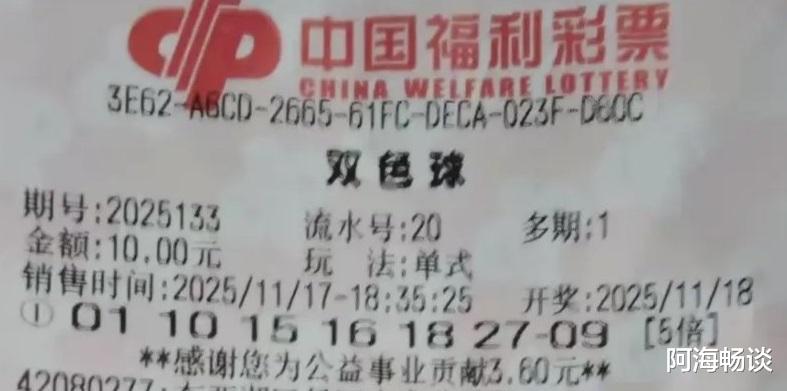 中国福利彩票
CHINA WELFARE LOTTERY
3E62-A6CD-2665-61FC-DECA-023F-D60C
双色球
期号:2025133 流水号:20 多期:1
金额:10.00元 玩 法:单式
销售时间:2025/11/17-18:35:25 开奖:2025/11/18
① 01 10 15 16 18 27-09 [5倍]
**感谢您为公益事业贡献3.60元**
42080277:
阿海畅谈